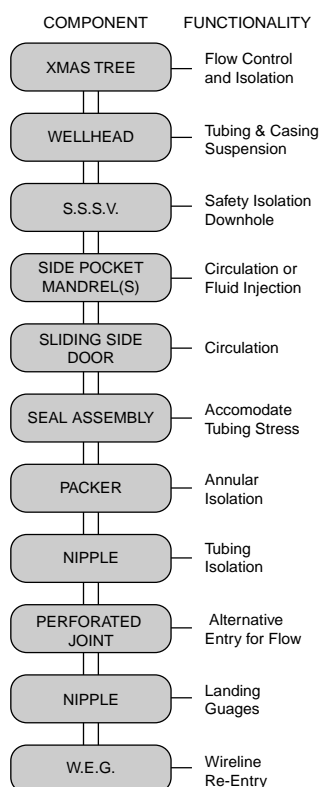 COMPONENT FUNCTIONALITY
XMAS TREE
Flow Control
and Isolation
WELLHEAD
Tubing & Casing
Suspension
S.S.S.V.
Safety Isolation
Downhole
SIDE POCKET
MANDREL(S)
Circulation or
Fluid Injection
SLIDING SIDE
DOOR
Circulation
SEAL ASSEMBLY
Accomodate
Tubing Stress
PACKER
Annular
Isolation
NIPPLE
Tubing
Isolation
PERFORATED
JOINT
Alternative
Entry for Flow
NIPPLE
Landing
Guages
W.E.G.
Wireline
Re-Entry